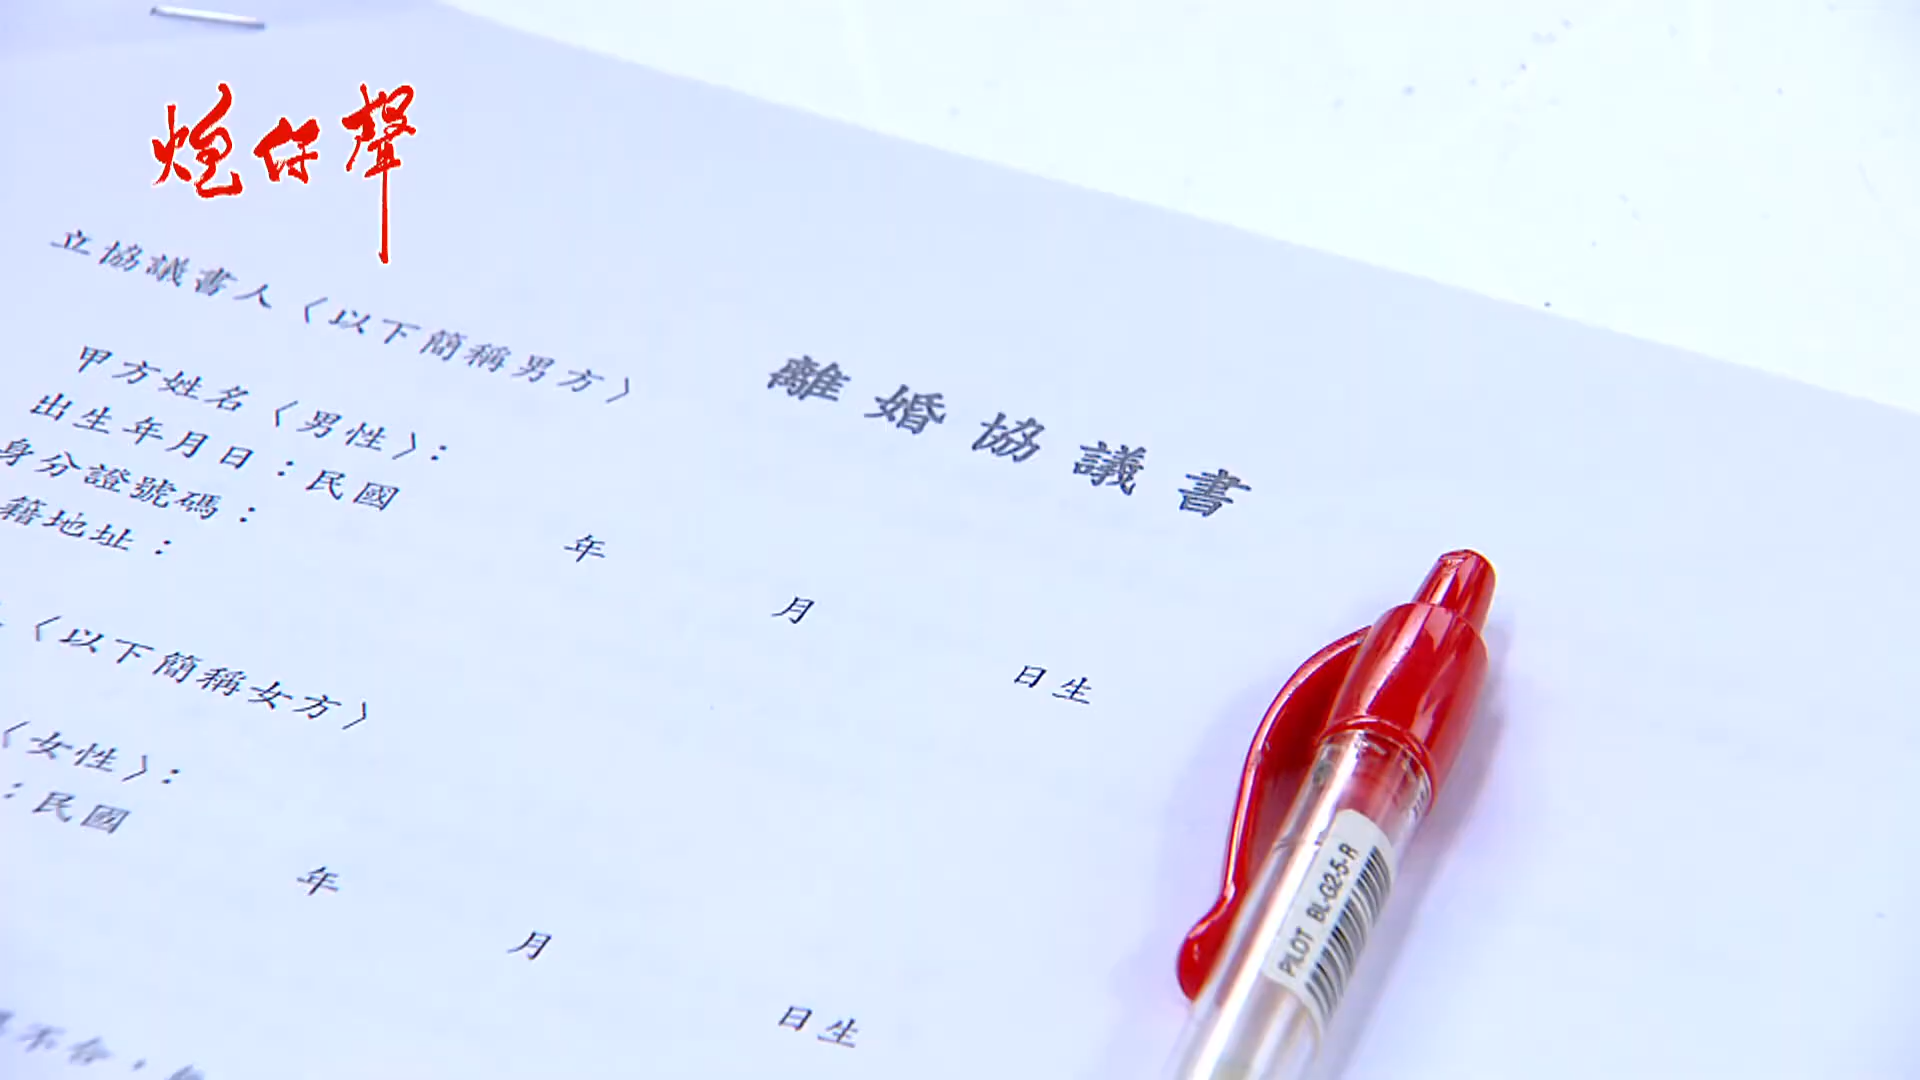 炮仔聲
離婚協議書
立協議書人〈以下簡稱男方〉
甲方姓名〈男性〉：
出生年月日：民國 年 月 日生
身分證號碼：
籍地址：
〈以下簡稱女方〉
〈女性〉：
：民國 年 月 日生
不合，
PILOT BL-G2-5-R